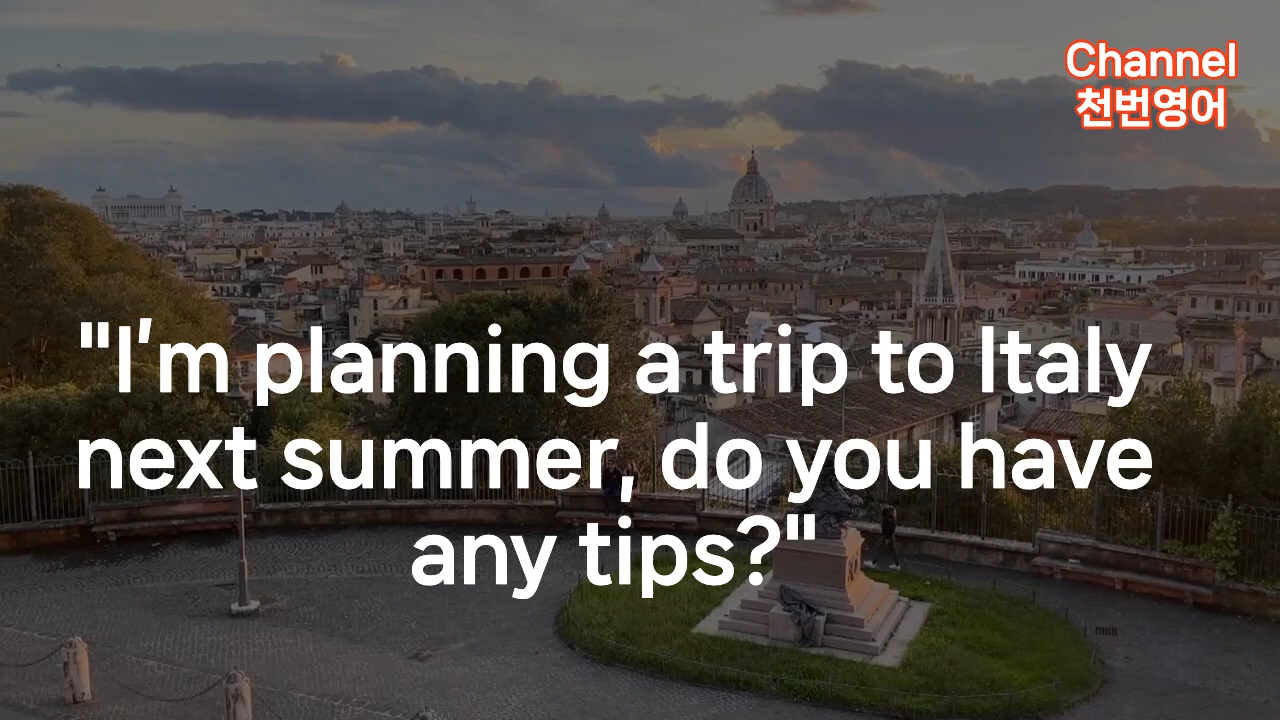 Channel
천번영어
"I'm planning a trip to Italy
next summer, do you have
any tips?"